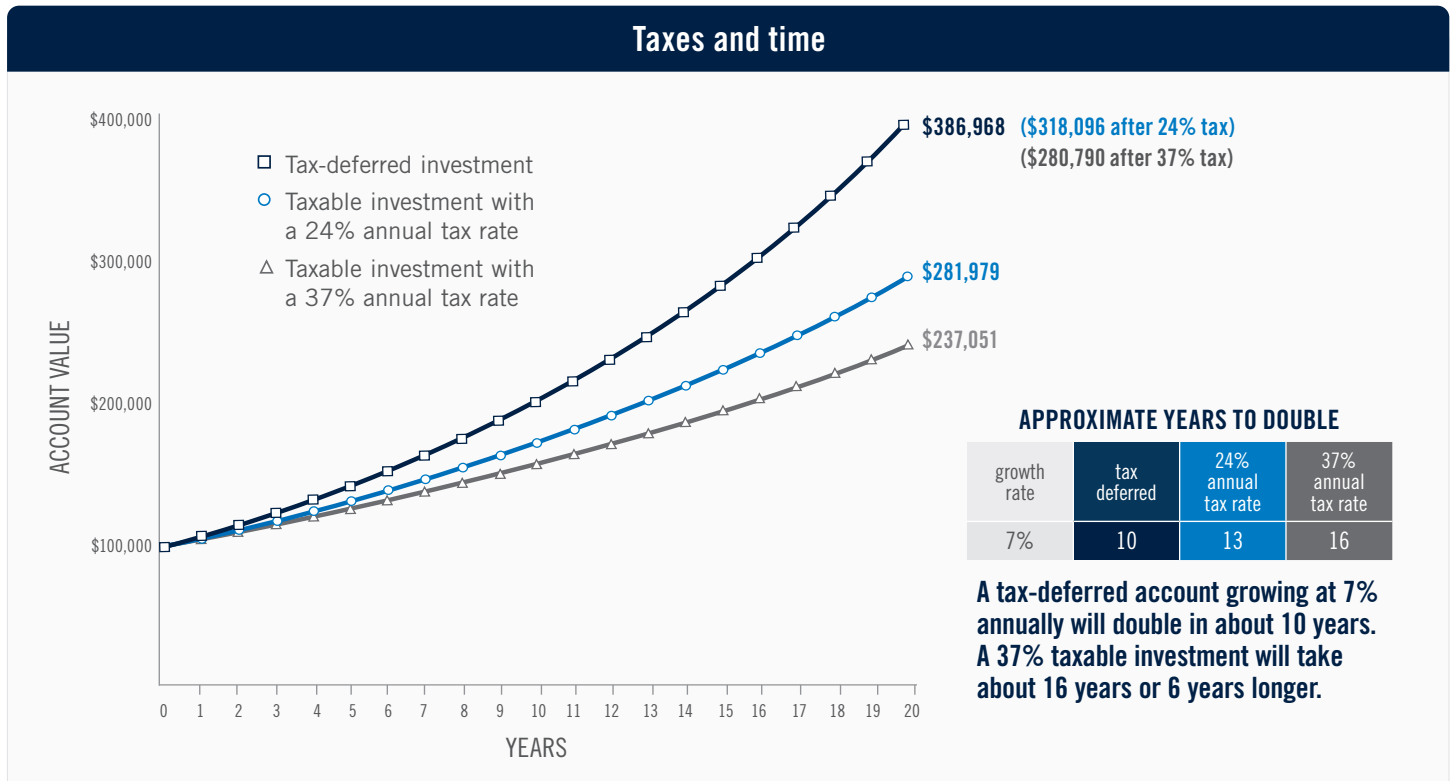 Taxes and time
$400,000
$300,000
$200,000
$100,000
ACCOUNT VALUE
Tax-deferred investment
Taxable investment with
a 24% annual tax rate
Taxable investment with
a 37% annual tax rate
$386,968 ($318,096 after 24% tax)
($280,790 after 37% tax)
$281,979
$237,051
0 1 2 3 4 5 6 7 8 9 10 11 12 13 14 15 16 17 18 19 20
YEARS
APPROXIMATE YEARS TO DOUBLE
growth
rate
tax
deferred
24%
annual
tax rate
37%
annual
tax rate
7% 10 13 16
A tax-deferred account growing at 7%
annually will double in about 10 years.
A 37% taxable investment will take
about 16 years or 6 years longer.